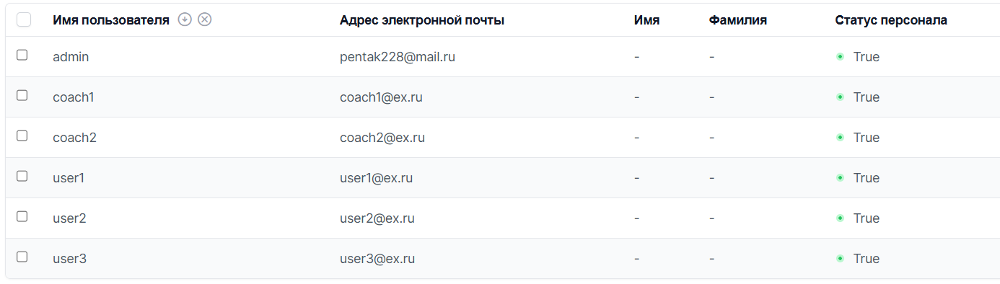 Имя пользователя Адрес электронной почты Имя Фамилия Статус персонала
admin pentak228@mail.ru - - True
coach1 coach1@ex.ru - - True
coach2 coach2@ex.ru - - True
user1 user1@ex.ru - - True
user2 user2@ex.ru - - True
user3 user3@ex.ru - - True